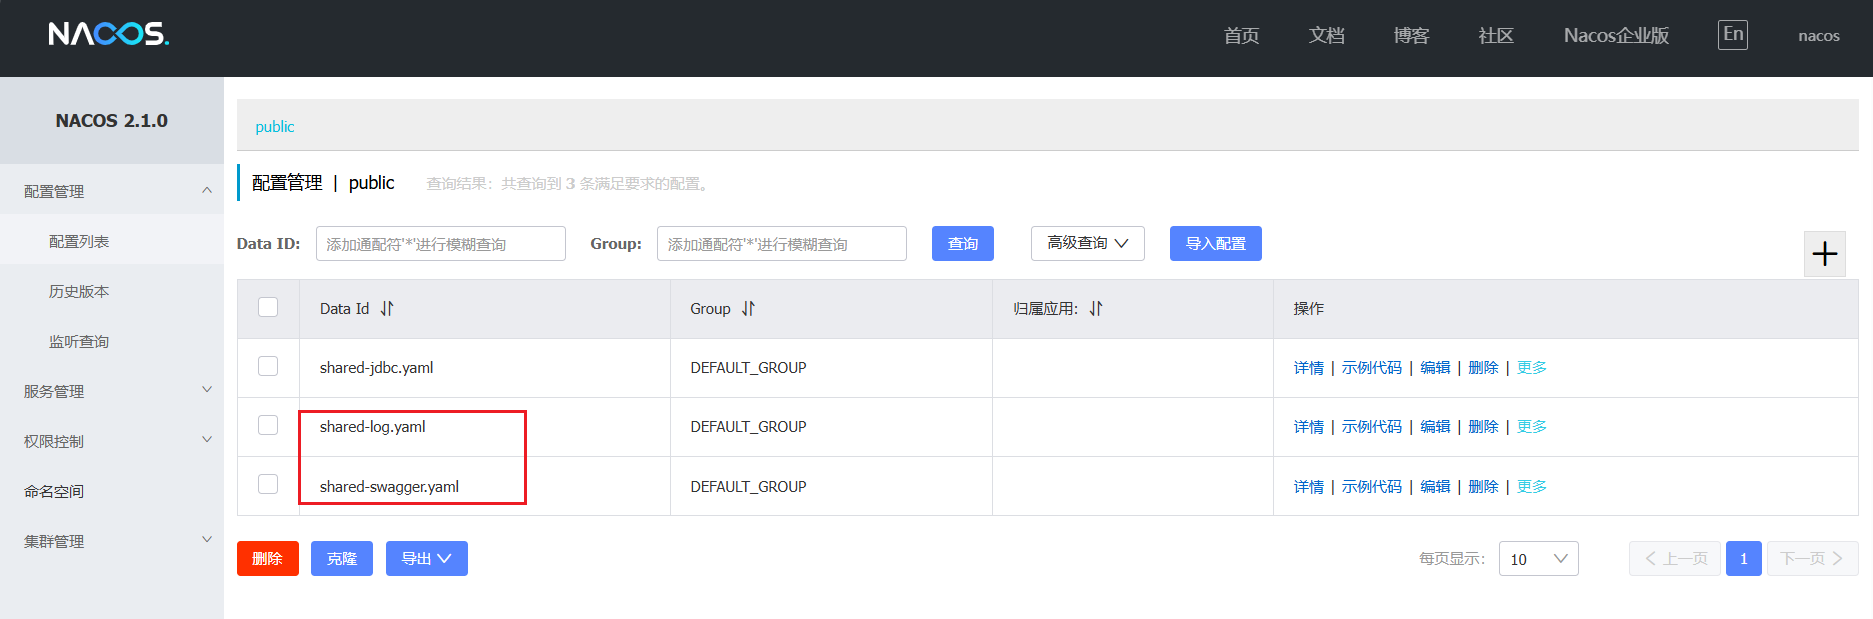 NACOS. 首页 文档 博客 社区 Nacos企业版 En nacos
NACOS 2.1.0
配置管理
配置列表
历史版本
监听查询
服务管理
权限控制
命名空间
集群管理
public
配置管理 | public 查询结果：共查询到 3 条满足要求的配置。
Data ID: 添加通配符'*'进行模糊查询 Group: 添加通配符'*'进行模糊查询 查询 高级查询 导入配置 +
Data Id Group 归属应用: 操作
shared-jdbc.yaml DEFAULT_GROUP 详情 | 示例代码 | 编辑 | 删除 | 更多
shared-log.yaml DEFAULT_GROUP 详情 | 示例代码 | 编辑 | 删除 | 更多
shared-swagger.yaml DEFAULT_GROUP 详情 | 示例代码 | 编辑 | 删除 | 更多
删除 克隆 导出 每页显示: 10 上一页 1 下一页